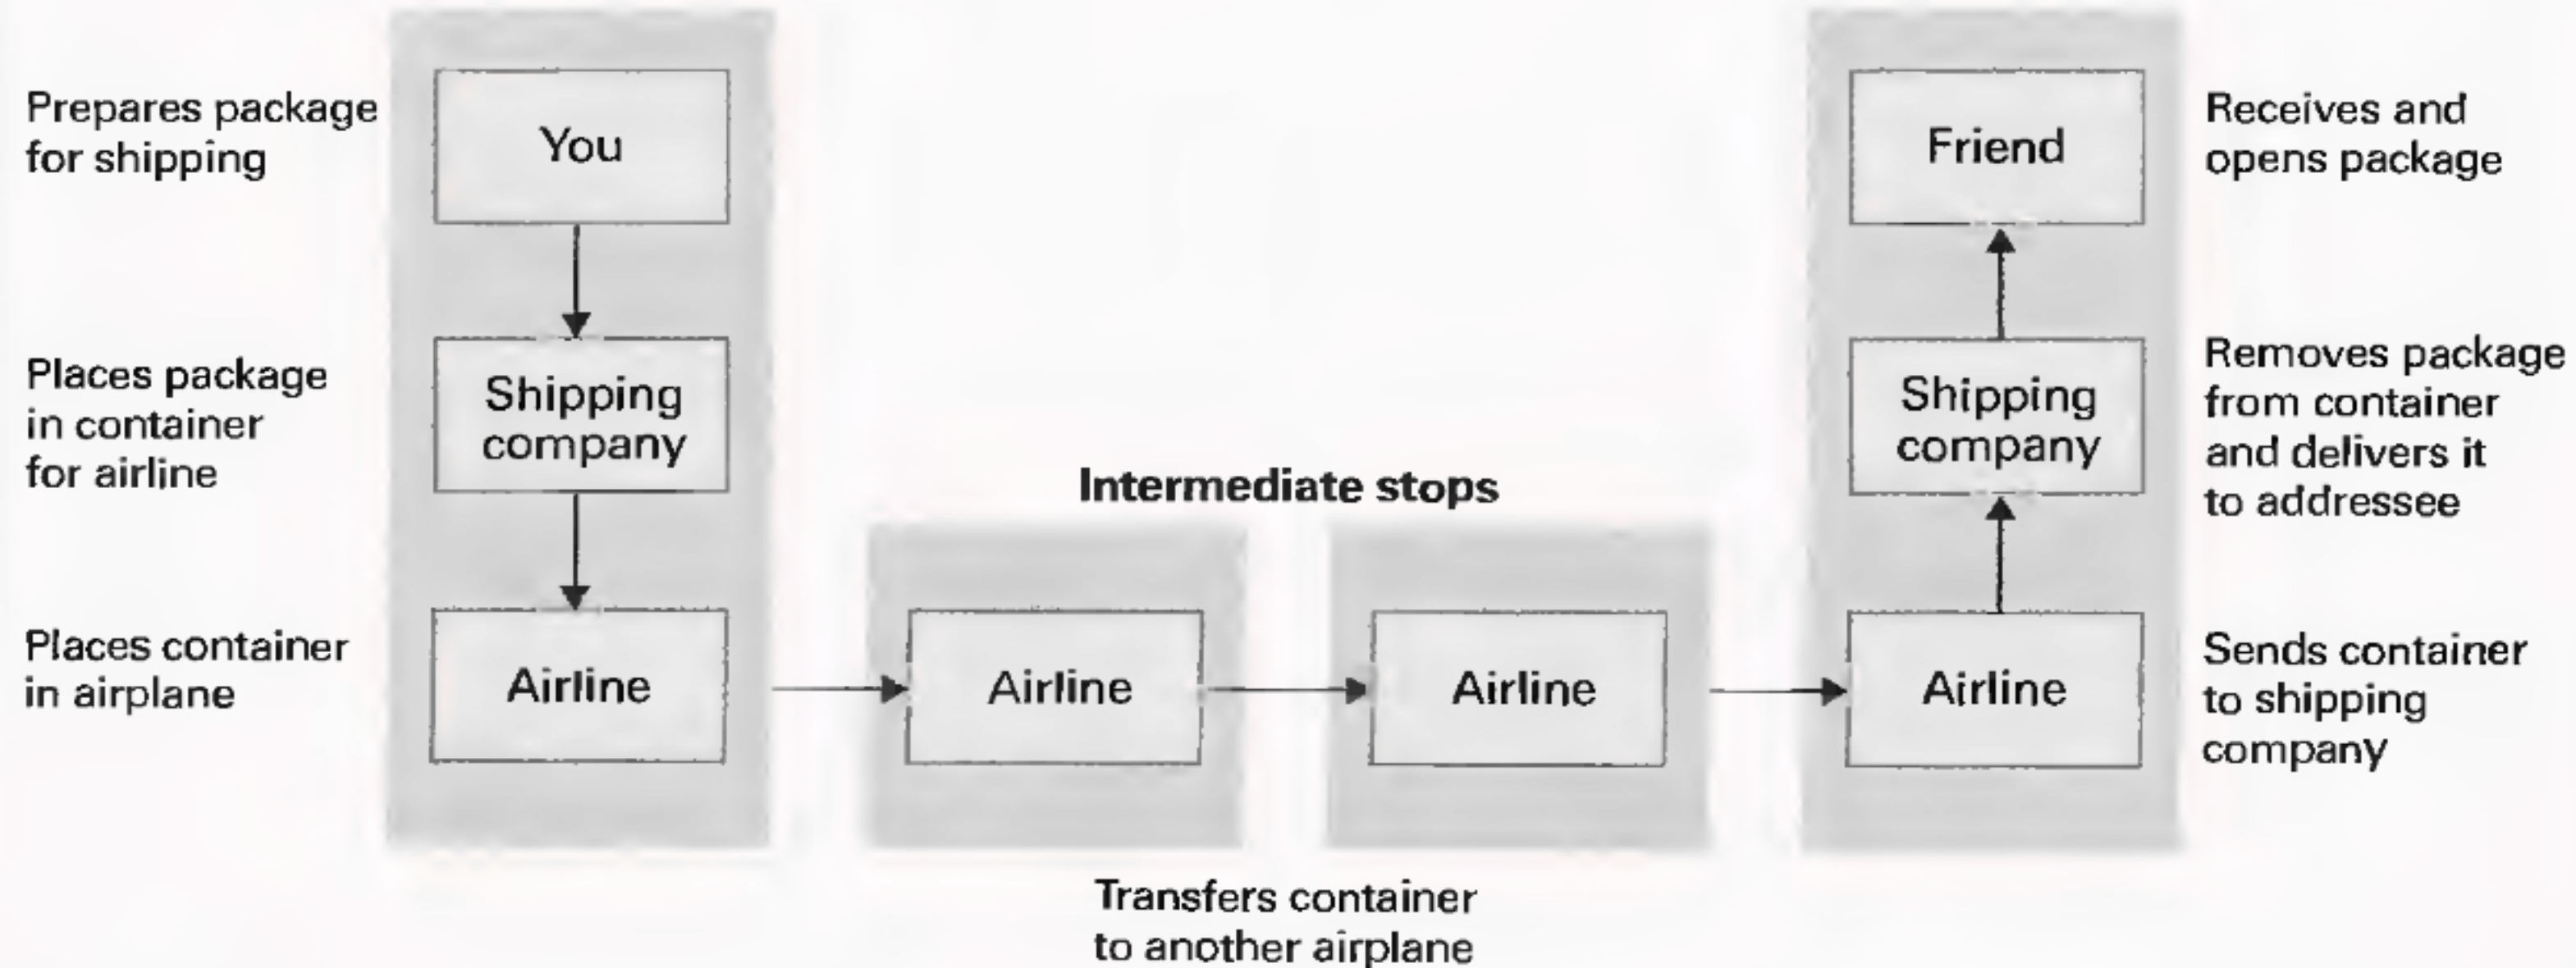 Prepares package
for shipping
You
Places package
in container
for airline
Shipping
company
Places container
in airplane
Airline
Intermediate stops
Airline
Airline
Transfers container
to another airplane
Friend
Receives and
opens package
Shipping
company
Removes package
from container
and delivers it
to addressee
Airline
Sends container
to shipping
company